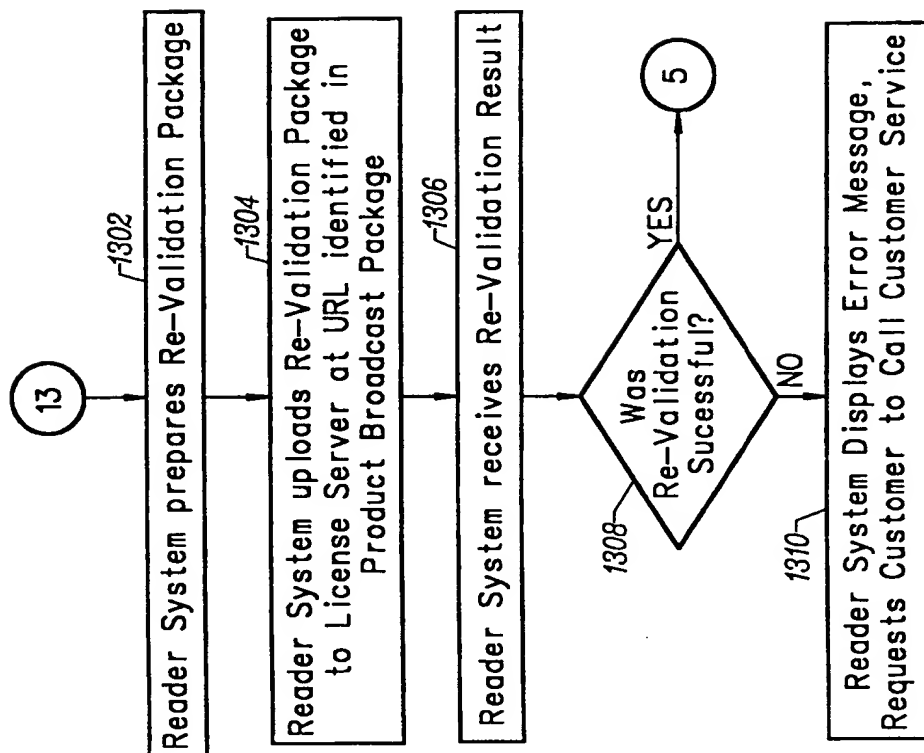 13
1302
Reader System prepares Re-Validation Package
1304
Reader System uploads Re-Validation Package
to License Server at URL identified in
Product Broadcast Package
1306
Reader System receives Re-Validation Result
1308
Was
Re-Validation
Sucessful?
YES
5
NO
1310
Reader System Displays Error Message,
Requests Customer to Call Customer Service